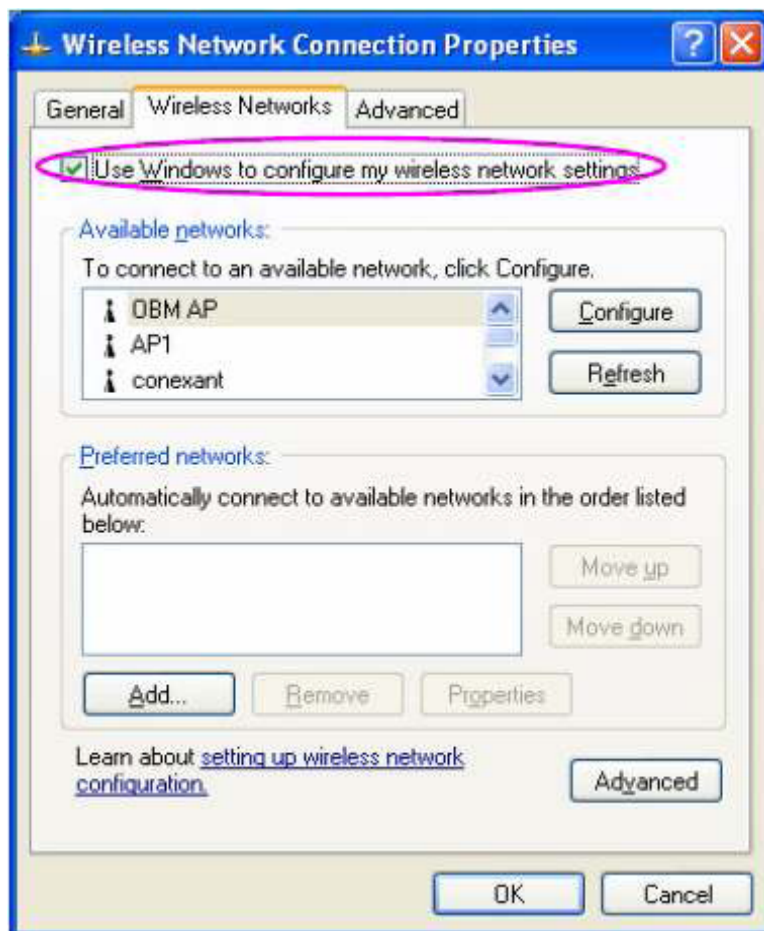 Wireless Network Connection Properties
General Wireless Networks Advanced
Use Windows to configure my wireless network settings
Available networks:
To connect to an available network, click Configure.
OBM AP
Configure
AP1
conexant
Refresh
Preferred networks:
Automatically connect to available networks in the order listed
below:
Move up
Move down
Add... Remove Properties
Learn about setting up wireless network
configuration.
Advanced
OK Cancel